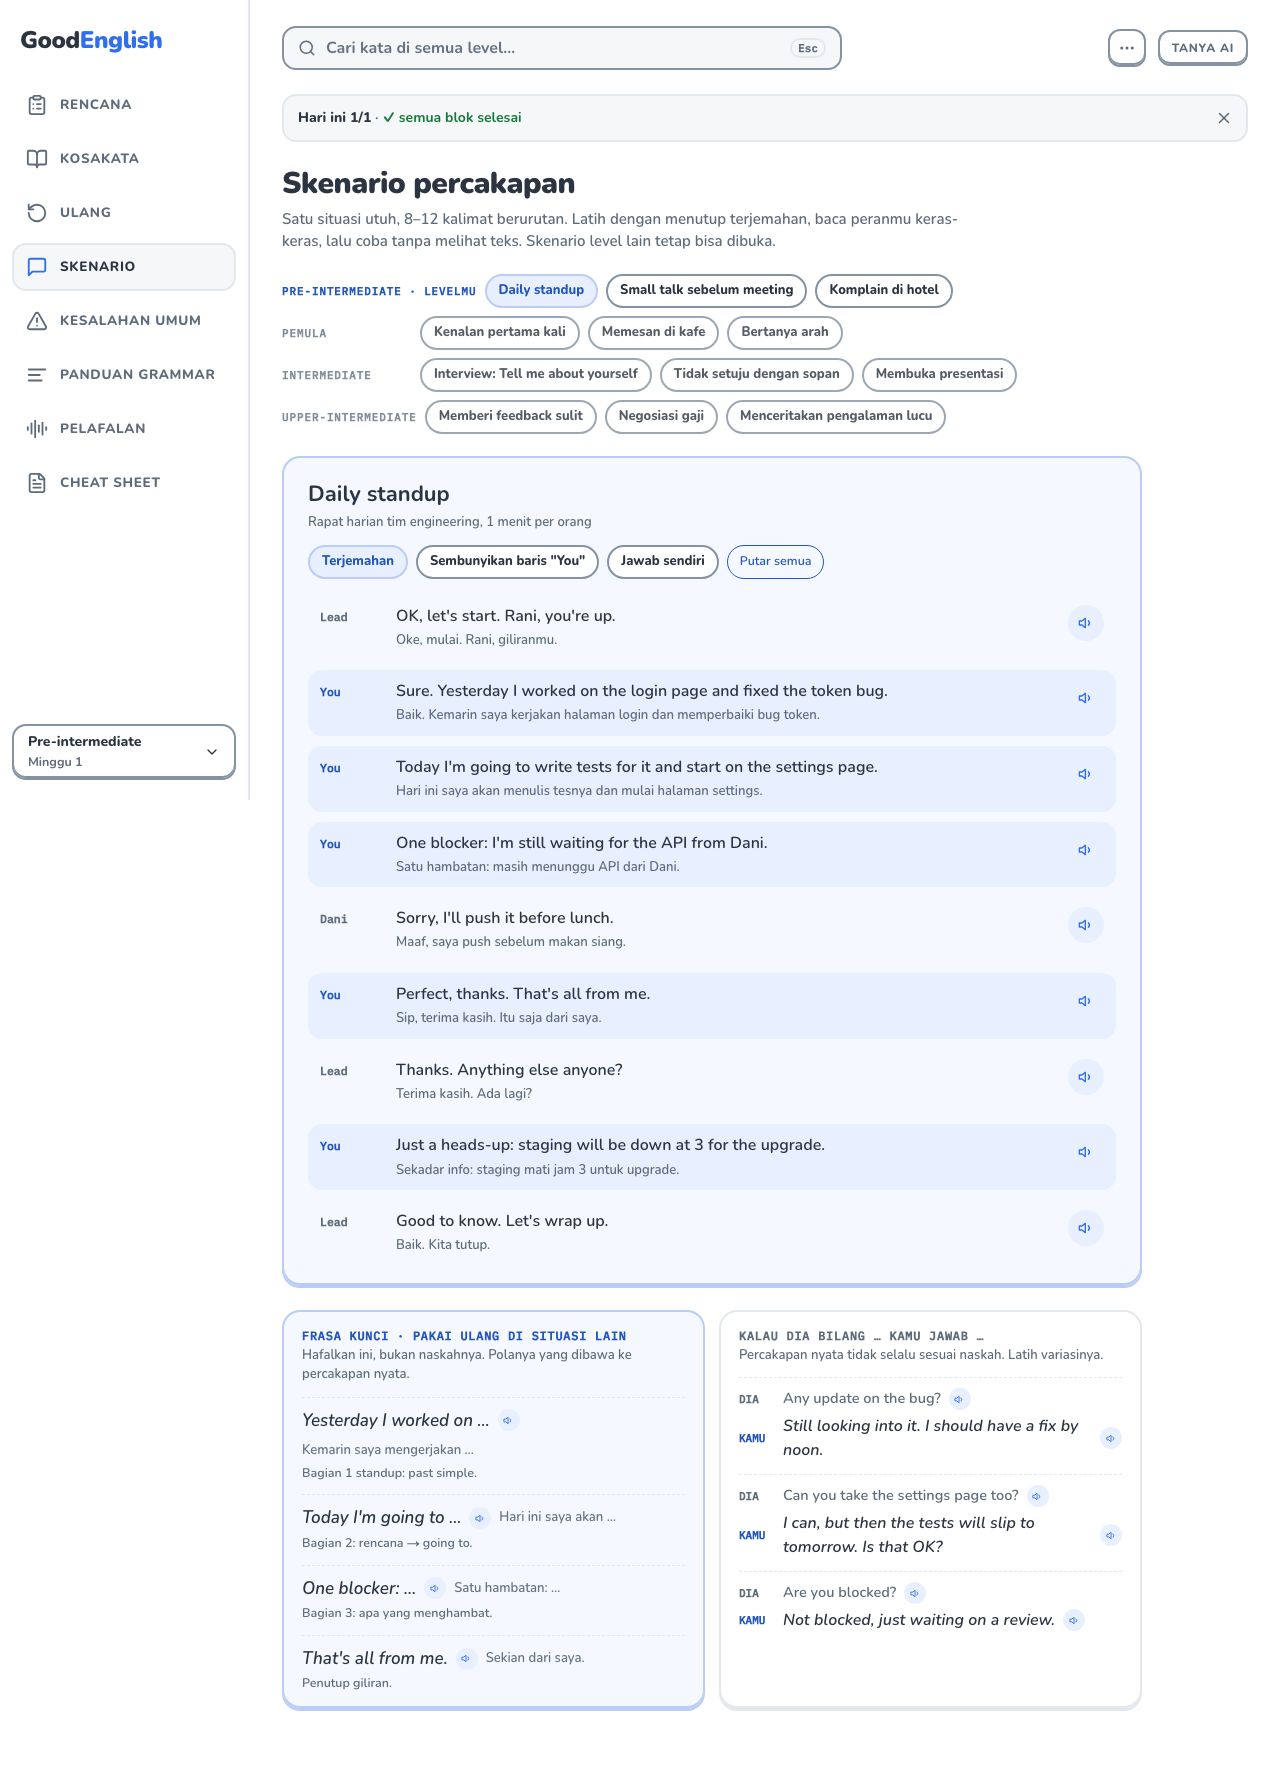 GoodEnglish
RENCANA
KOSAKATA
ULANG
SKENARIO
KESALAHAN UMUM
PANDUAN GRAMMAR
PELAFALAN
CHEAT SHEET
Pre-intermediate
Minggu 1
Cari kata di semua level…
Esc
TANYA AI
Hari ini 1/1 · ✓ semua blok selesai
Skenario percakapan
Satu situasi utuh, 8–12 kalimat berurutan. Latih dengan menutup terjemahan, baca peranmu keras-
keras, lalu coba tanpa melihat teks. Skenario level lain tetap bisa dibuka.
PRE-INTERMEDIATE · LEVELMU Daily standup Small talk sebelum meeting Komplain di hotel
PEMULA Kenalan pertama kali Memesan di kafe Bertanya arah
INTERMEDIATE Interview: Tell me about yourself Tidak setuju dengan sopan Membuka presentasi
UPPER-INTERMEDIATE Memberi feedback sulit Negosiasi gaji Menceritakan pengalaman lucu
Daily standup
Rapat harian tim engineering, 1 menit per orang
Terjemahan Sembunyikan baris "You" Jawab sendiri Putar semua
Lead OK, let's start. Rani, you're up.
Oke, mulai. Rani, giliranmu.
You Sure. Yesterday I worked on the login page and fixed the token bug.
Baik. Kemarin saya kerjakan halaman login dan memperbaiki bug token.
You Today I'm going to write tests for it and start on the settings page.
Hari ini saya akan menulis tesnya dan mulai halaman settings.
You One blocker: I'm still waiting for the API from Dani.
Satu hambatan: masih menunggu API dari Dani.
Dani Sorry, I'll push it before lunch.
Maaf, saya push sebelum makan siang.
You Perfect, thanks. That's all from me.
Sip, terima kasih. Itu saja dari saya.
Lead Thanks. Anything else anyone?
Terima kasih. Ada lagi?
You Just a heads-up: staging will be down at 3 for the upgrade.
Sekadar info: staging mati jam 3 untuk upgrade.
Lead Good to know. Let's wrap up.
Baik. Kita tutup.
FRASA KUNCI · PAKAI ULANG DI SITUASI LAIN
Hafalkan ini, bukan naskahnya. Polanya yang dibawa ke
percakapan nyata.
Yesterday I worked on …
Kemarin saya mengerjakan …
Bagian 1 standup: past simple.
Today I'm going to … Hari ini saya akan …
Bagian 2: rencana → going to.
One blocker: … Satu hambatan: …
Bagian 3: apa yang menghambat.
That's all from me. Sekian dari saya.
Penutup giliran.
KALAU DIA BILANG … KAMU JAWAB …
Percakapan nyata tidak selalu sesuai naskah. Latih variasinya.
DIA Any update on the bug?
KAMU Still looking into it. I should have a fix by
noon.
DIA Can you take the settings page too?
KAMU I can, but then the tests will slip to
tomorrow. Is that OK?
DIA Are you blocked?
KAMU Not blocked, just waiting on a review.